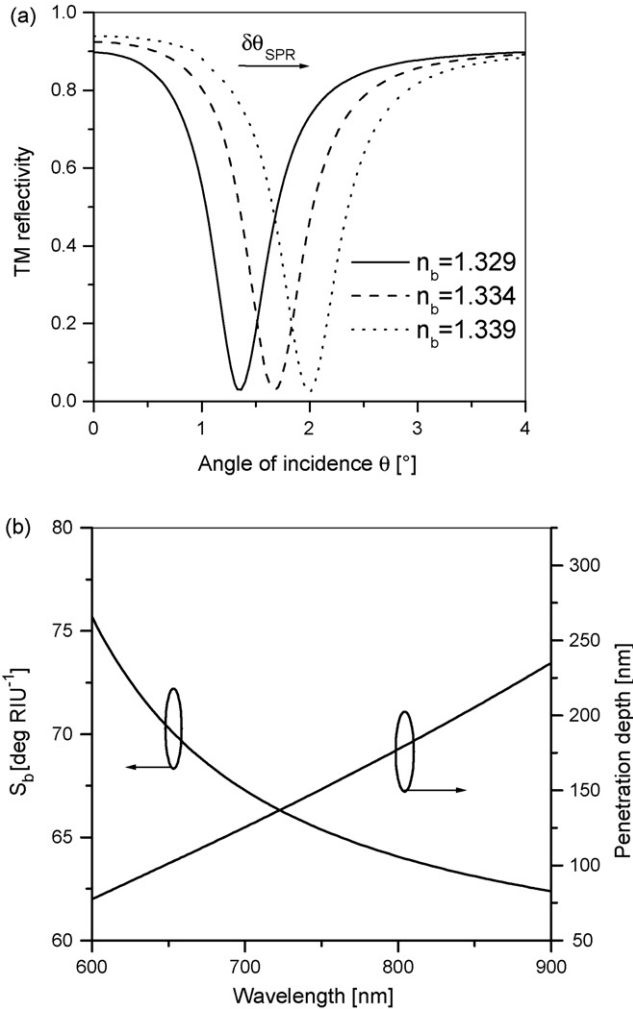 (a)
1.0
0.8
0.6
0.4
0.2
0.0
TM reflectivity
δθSPR
nb=1.329
nb=1.334
nb=1.339
0 1 2 3 4
Angle of incidence θ [°]
(b)
80
75
70
65
60
Sb [deg RIU-1]
300
250
200
150
100
50
Penetration depth [nm]
600 700 800 900
Wavelength [nm]